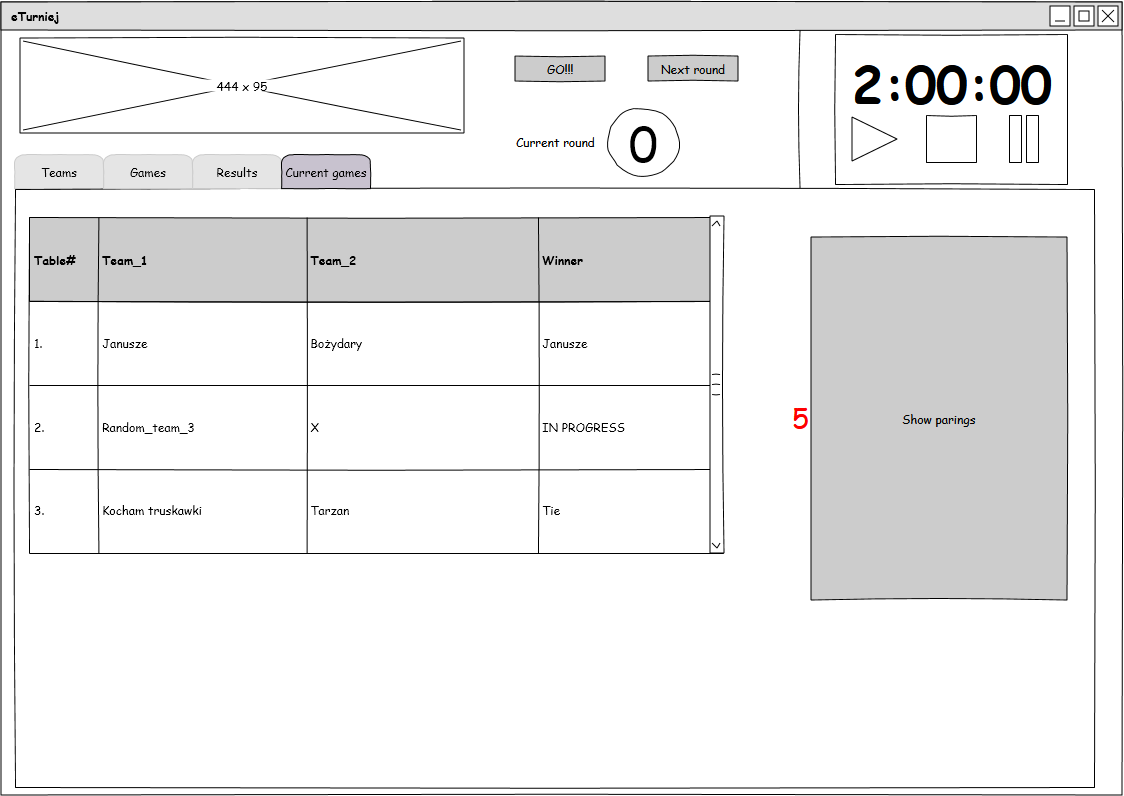 eTurniej
444 x 95
GO!!!
Next round
2:00:00
Current round
0
Teams
Games
Results
Current games
Table# Team_1 Team_2 Winner
1. Janusze Bożydary Janusze
2. Random_team_3 X IN PROGRESS
3. Kocham truskawki Tarzan Tie
5
Show parings